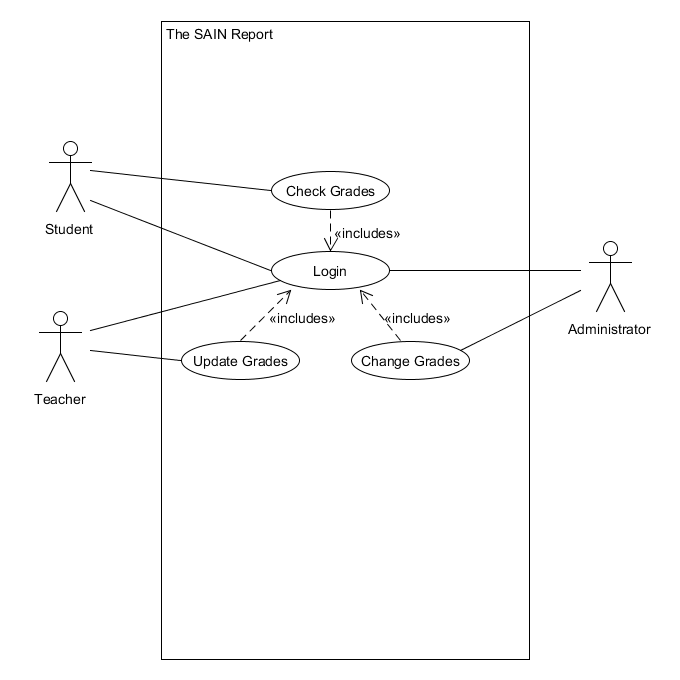 The SAIN Report
Check Grades
Student
«includes»
Login
Administrator
«includes»
«includes»
Update Grades
Change Grades
Teacher